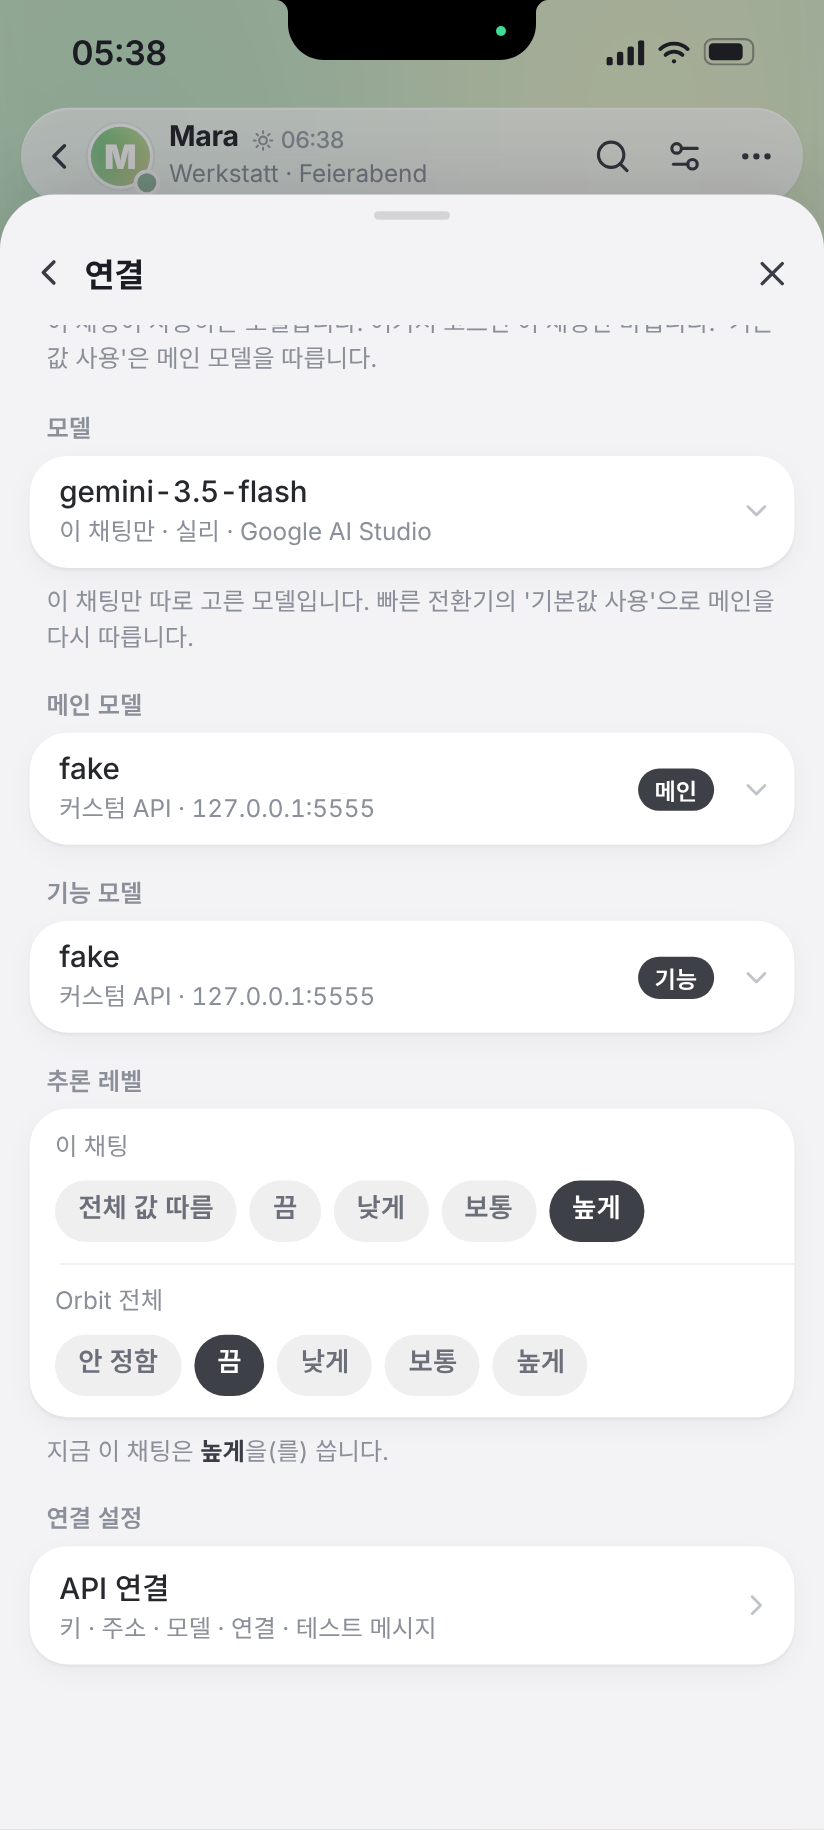 05:38
M
Mara 06:38
Werkstatt · Feierabend
연결
값 사용'은 메인 모델을 따릅니다.
모델
gemini-3.5-flash
이 채팅만 · 실리 · Google AI Studio
이 채팅만 따로 고른 모델입니다. 빠른 전환기의 '기본값 사용'으로 메인을
다시 따릅니다.
메인 모델
fake
커스텀 API · 127.0.0.1:5555
메인
기능 모델
fake
커스텀 API · 127.0.0.1:5555
기능
추론 레벨
이 채팅
전체 값 따름 끔 낮게 보통 높게
Orbit 전체
안 정함 끔 낮게 보통 높게
지금 이 채팅은 높게을(를) 씁니다.
연결 설정
API 연결
키 · 주소 · 모델 · 연결 · 테스트 메시지